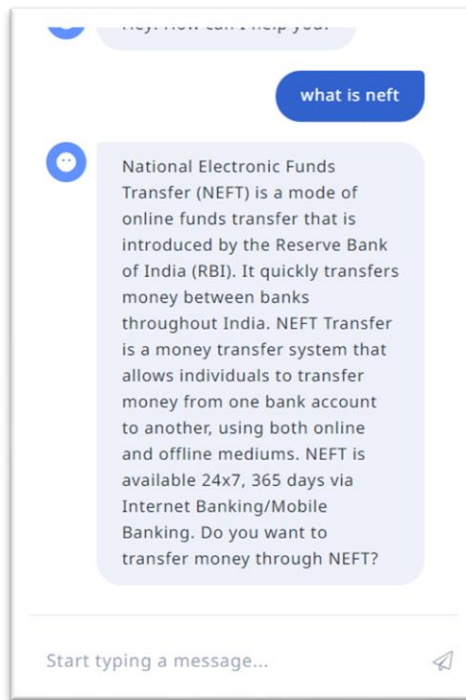 what is neft
National Electronic Funds
Transfer (NEFT) is a mode of
online funds transfer that is
introduced by the Reserve Bank
of India (RBI). It quickly transfers
money between banks
throughout India. NEFT Transfer
is a money transfer system that
allows individuals to transfer
money from one bank account
to another, using both online
and offline mediums. NEFT is
available 24x7, 365 days via
Internet Banking/Mobile
Banking. Do you want to
transfer money through NEFT?
Start typing a message...